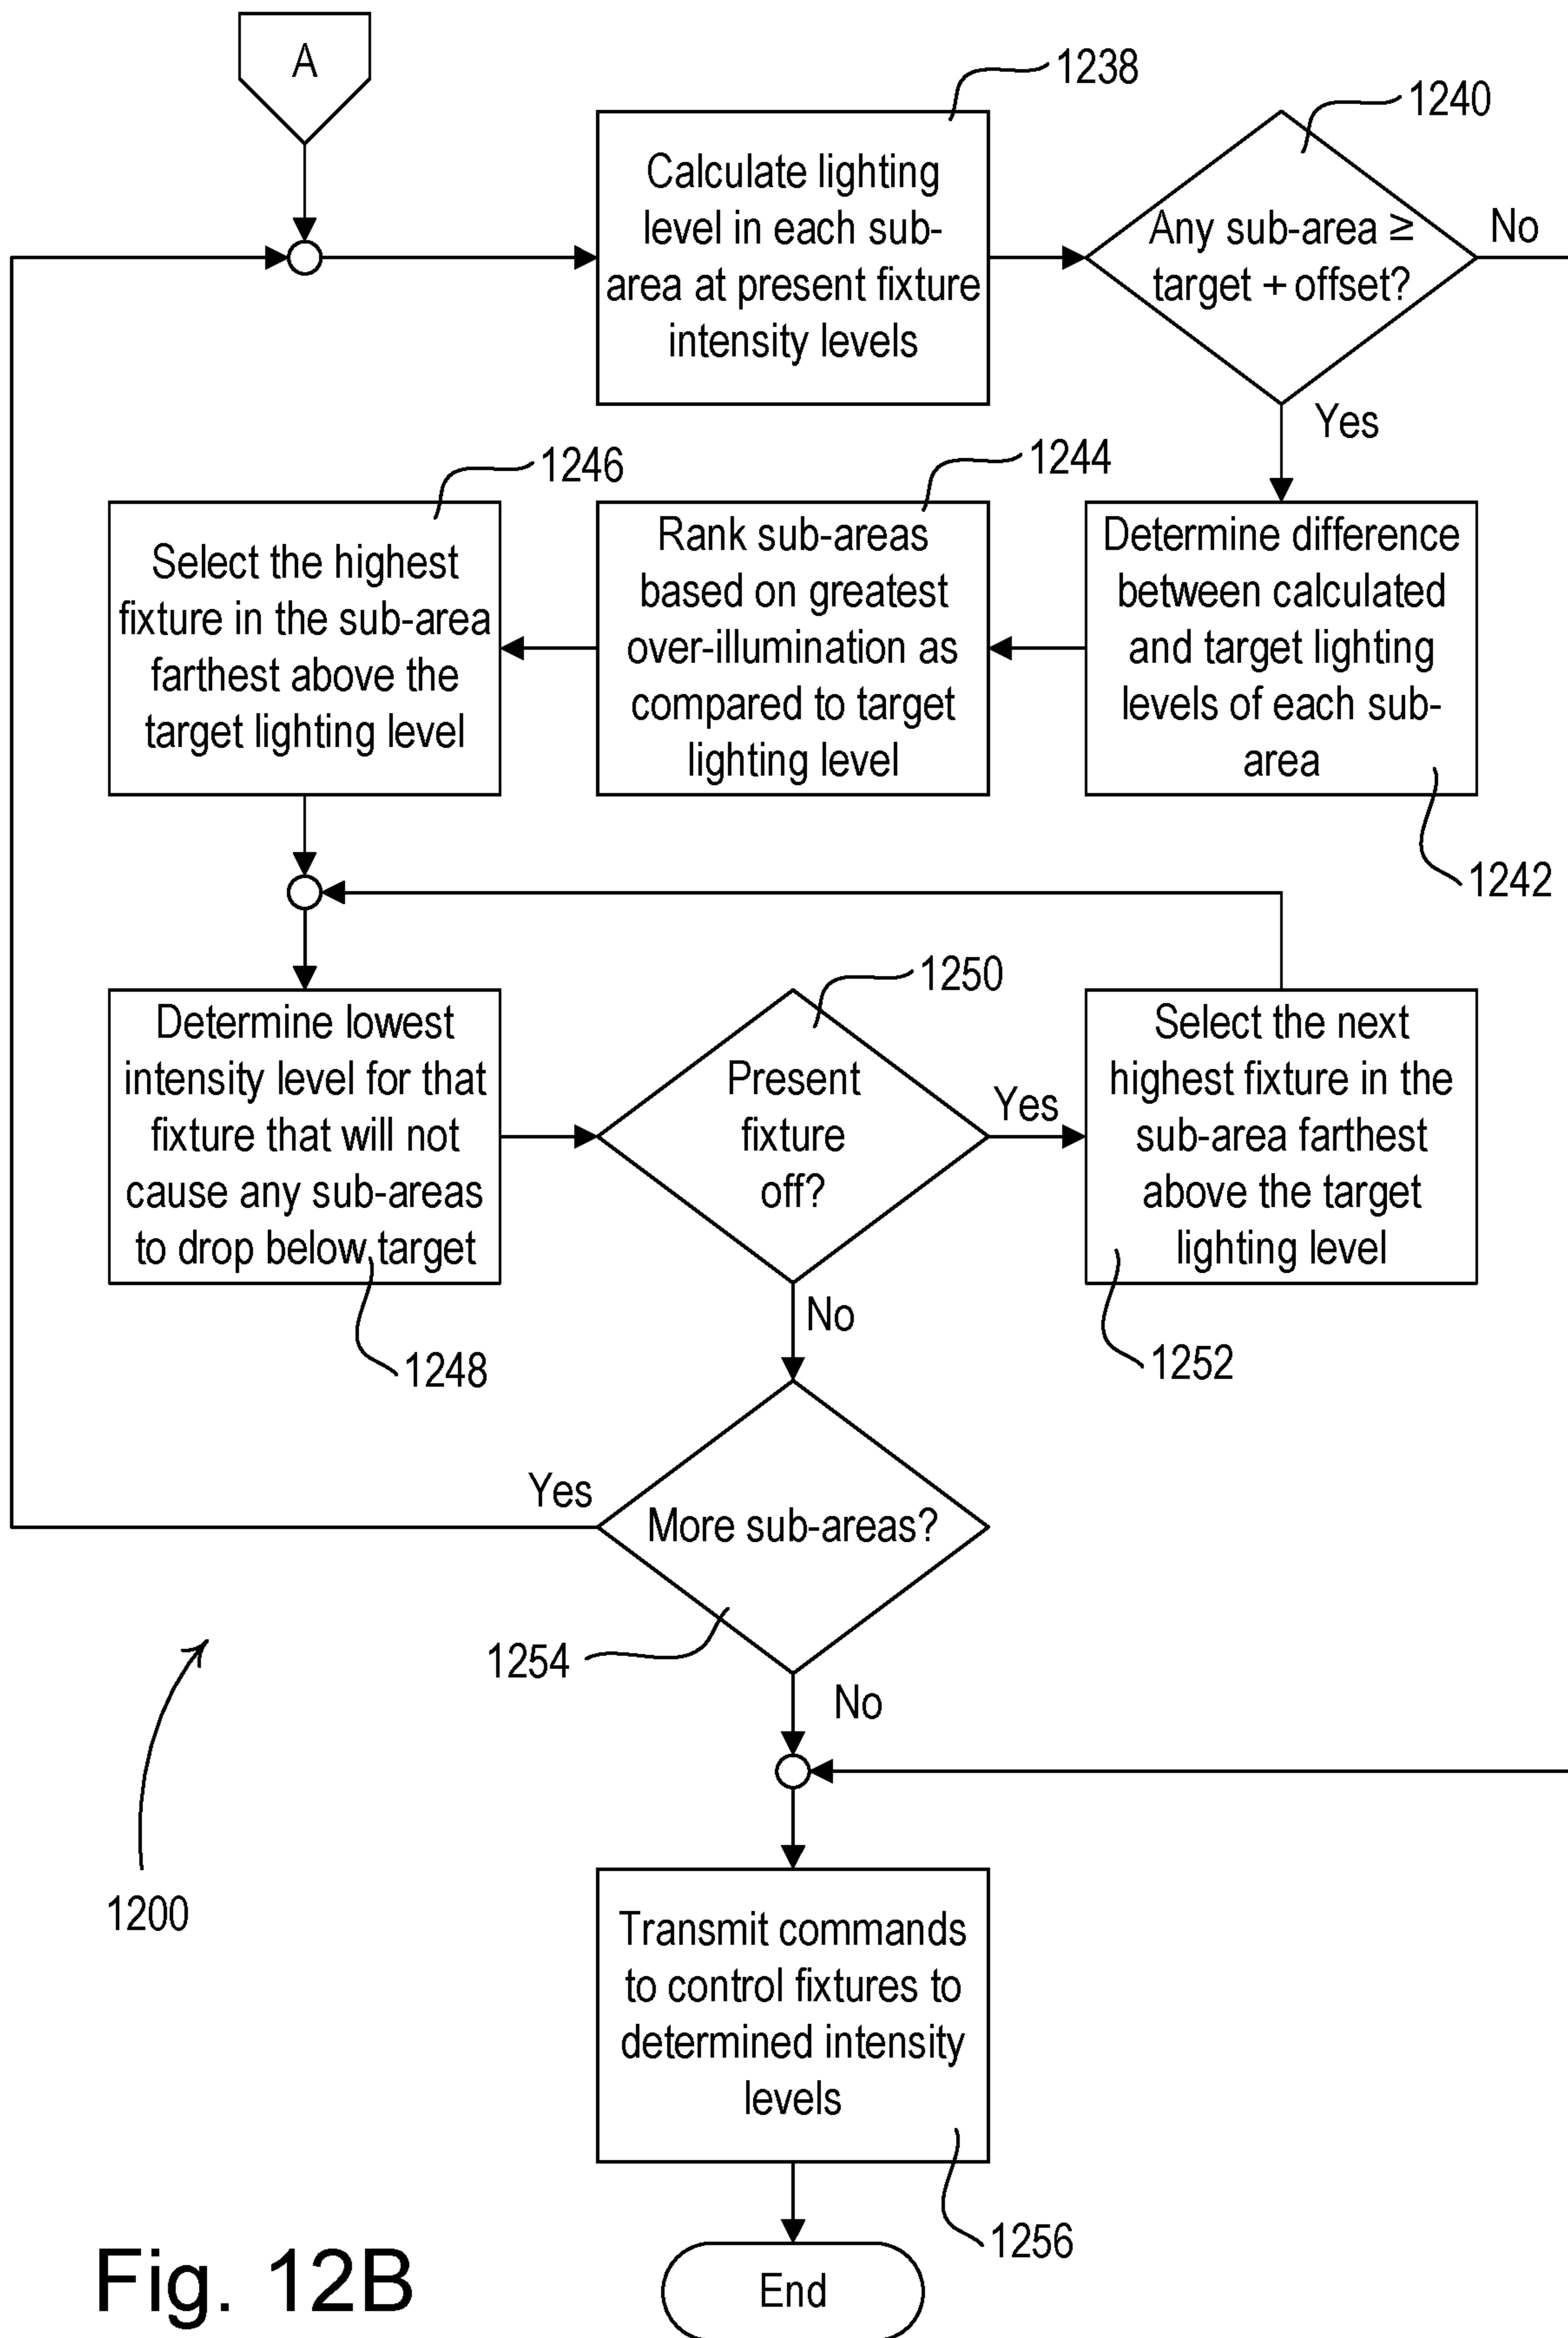 A
1238
Calculate lighting
level in each sub-
area at present fixture
intensity levels
1240
Any sub-area ≥
target + offset?
No
Yes
1246
Select the highest
fixture in the sub-area
farthest above the
target lighting level
1244
Rank sub-areas
based on greatest
over-illumination as
compared to target
lighting level
Determine difference
between calculated
and target lighting
levels of each sub-
area
1242
Determine lowest
intensity level for that
fixture that will not
cause any sub-areas
to drop below target
1248
1250
Present
fixture
off?
Yes
No
Select the next
highest fixture in the
sub-area farthest
above the target
lighting level
1252
Yes
More sub-areas?
1254
No
1200
Transmit commands
to control fixtures to
determined intensity
levels
1256
End
Fig. 12B